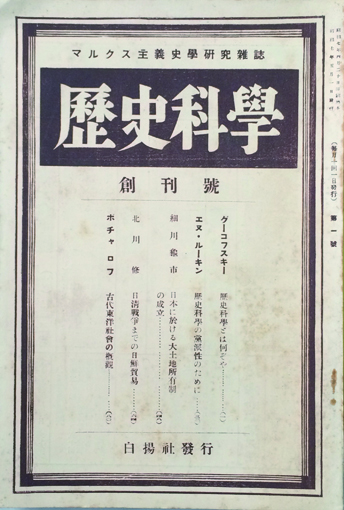 マルクス主義史學研究雜誌
歷史科學
創刊號
グーコフスキー 歷史科學とは何ぞや
エヌ・ルーキン 歷史科學の黨派性のために
細川 市 日本に於ける大土地所有制の成立
北川 修 日清戰爭までの日鮮貿易
ボチャロフ 古代東洋社會の槪觀
白揚社發行
(每月一回一日發行) 第一號